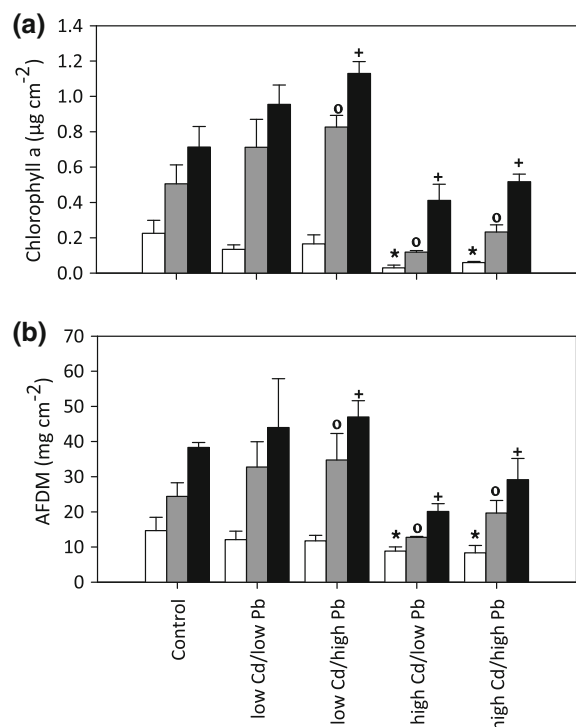 (a)
Chlorophyll a (µg cm⁻²)
1.4
1.2
1.0
0.8
0.6
0.4
0.2
0.0
o
+
*
o
+
*
o
+
(b)
AFDM (mg cm⁻²)
70
60
50
40
30
20
10
0
o
+
*
o
+
*
o
+
Control
low Cd/low Pb
low Cd/high Pb
high Cd/low Pb
high Cd/high Pb